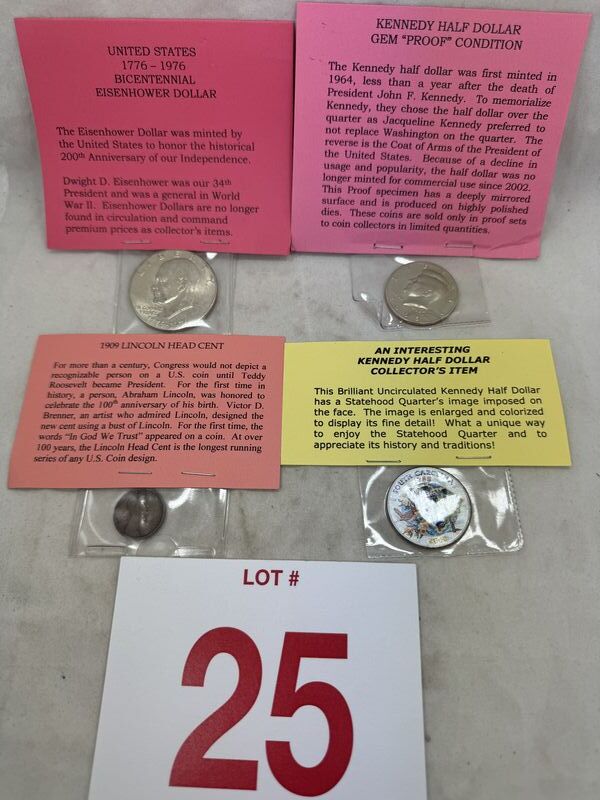 UNITED STATES
1776 – 1976
BICENTENNIAL
EISENHOWER DOLLAR
The Eisenhower Dollar was minted by
the United States to honor the historical
200th Anniversary of our Independence.
Dwight D. Eisenhower was our 34th
President and was a general in World
War II. Eisenhower Dollars are no longer
found in circulation and command
premium prices as collector's items.
KENNEDY HALF DOLLAR
GEM "PROOF" CONDITION
The Kennedy half dollar was first minted in
1964, less than a year after the death of
President John F. Kennedy. To memorialize
Kennedy, they chose the half dollar over the
quarter as Jacqueline Kennedy preferred to
not replace Washington on the quarter. The
reverse is the Coat of Arms of the President of
the United States. Because of a decline in
usage and popularity, the half dollar was no
longer minted for commercial use since 2002.
This Proof specimen has a deeply mirrored
surface and is produced on highly polished
dies. These coins are sold only in proof sets
to coin collectors in limited quantities.
1909 LINCOLN HEAD CENT
For more than a century, Congress would not depict a
recognizable person on a U.S. coin until Teddy
Roosevelt became President. For the first time in
history, a person, Abraham Lincoln, was honored to
celebrate the 100th anniversary of his birth. Victor D.
Brenner, an artist who admired Lincoln, designed the
new cent using a bust of Lincoln. For the first time, the
words "In God We Trust" appeared on a coin. At over
100 years, the Lincoln Head Cent is the longest running
series of any U.S. Coin design.
AN INTERESTING
KENNEDY HALF DOLLAR
COLLECTOR'S ITEM
This Brilliant Uncirculated Kennedy Half Dollar
has a Statehood Quarter's image imposed on
the face. The image is enlarged and colorized
to display its fine detail! What a unique way
to enjoy the Statehood Quarter and to
appreciate its history and traditions!
SOUTH CAROLINA
LOT #
25